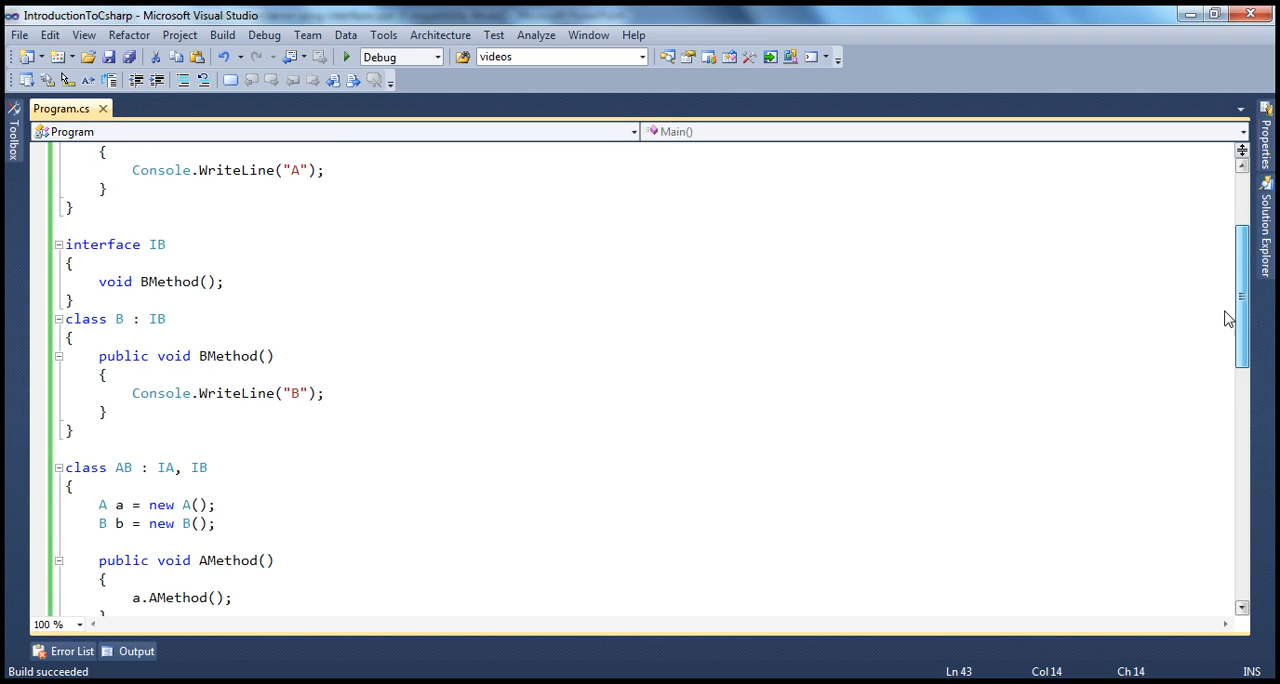 IntroductionToCsharp - Microsoft Visual Studio
File Edit View Refactor Project Build Debug Team Data Tools Architecture Test Analyze Window Help
Debug videos
Program.cs
Program Main()
Toolbox
Properties
Solution Explorer
{
Console.WriteLine("A");
}
}
interface IB
{
void BMethod();
}
class B : IB
{
public void BMethod()
{
Console.WriteLine("B");
}
}
class AB : IA, IB
{
A a = new A();
B b = new B();
public void AMethod()
{
a.AMethod();
100 %
Error List Output
Build succeeded Ln 43 Col 14 Ch 14 INS